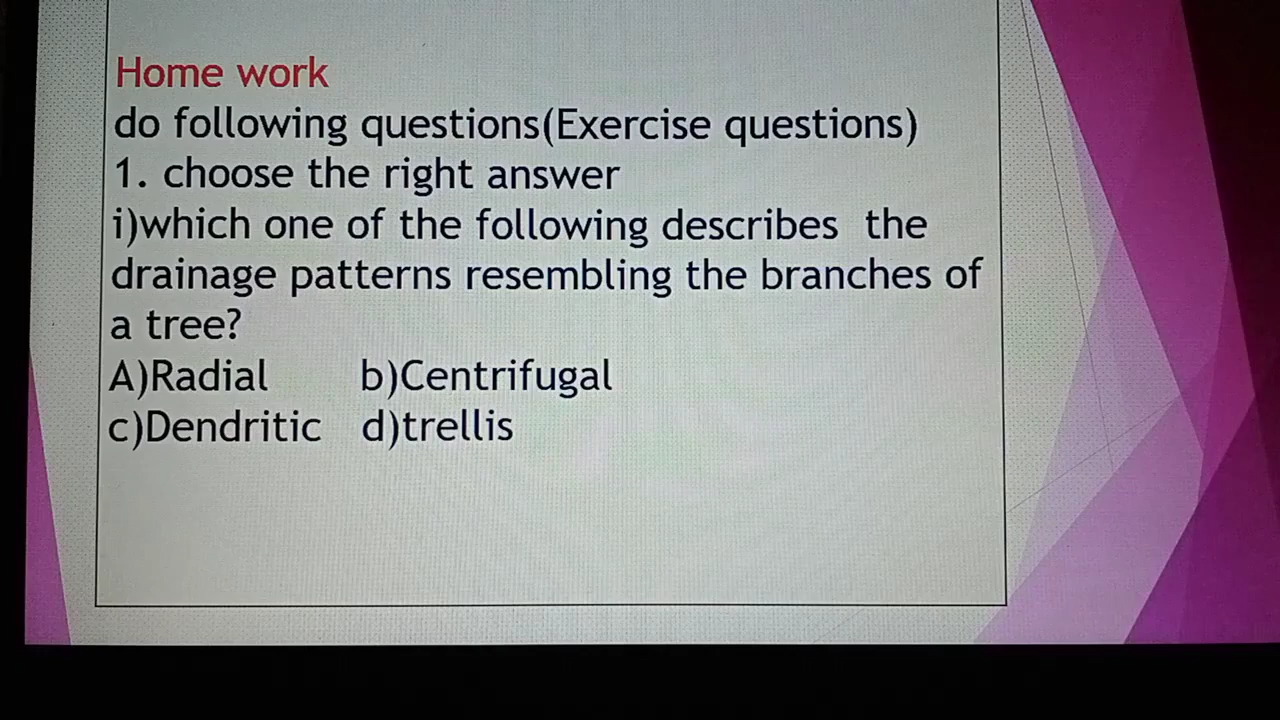 Home work
do following questions(Exercise questions)
1. choose the right answer
i)which one of the following describes the
drainage patterns resembling the branches of
a tree?
A)Radial b)Centrifugal
c)Dendritic d)trellis